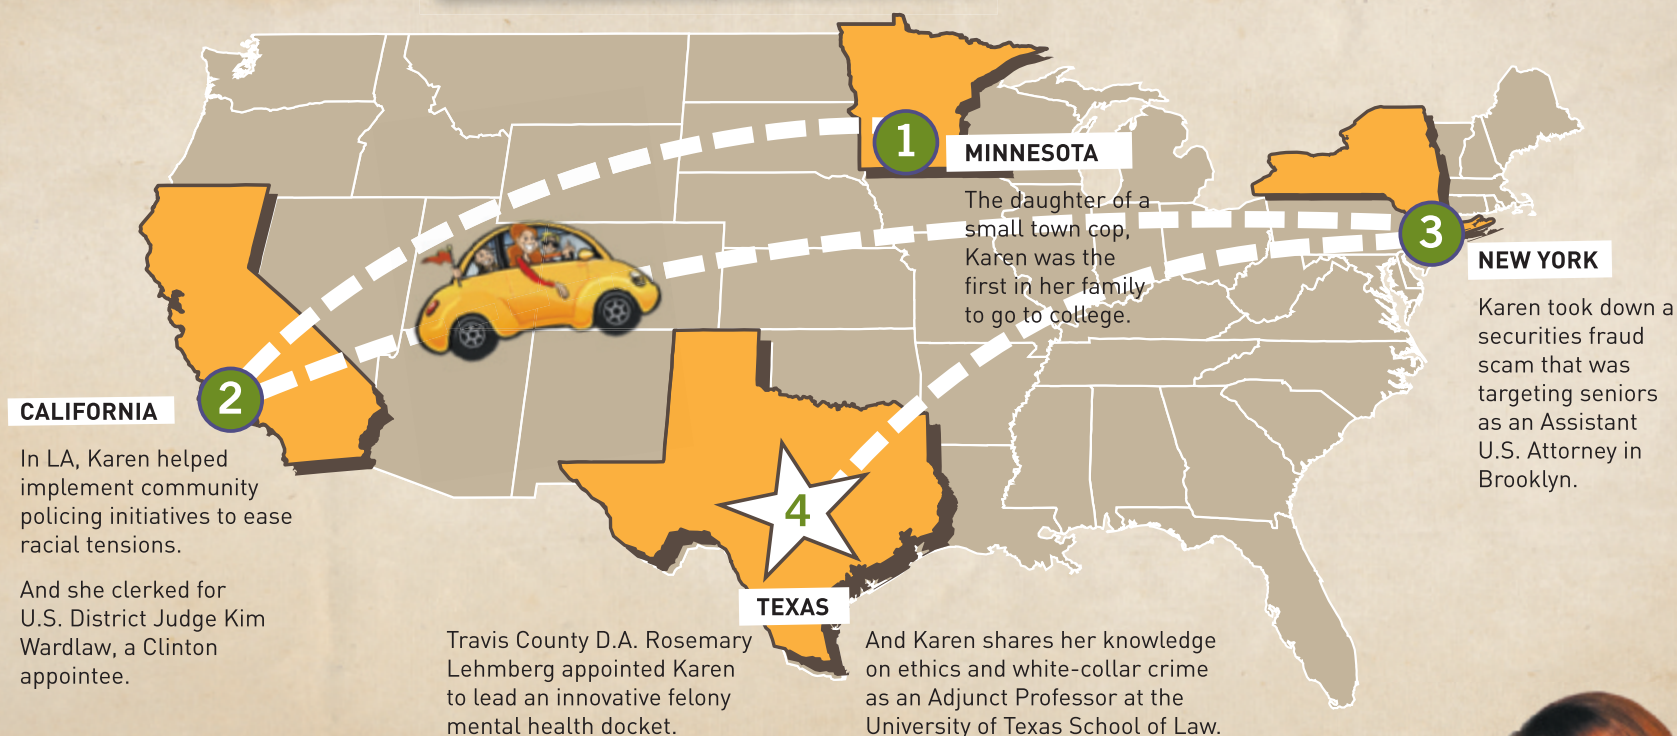 1
MINNESOTA
The daughter of a
small town cop,
Karen was the
first in her family
to go to college.
2
CALIFORNIA
In LA, Karen helped
implement community
policing initiatives to ease
racial tensions.
And she clerked for
U.S. District Judge Kim
Wardlaw, a Clinton
appointee.
3
NEW YORK
Karen took down a
securities fraud
scam that was
targeting seniors
as an Assistant
U.S. Attorney in
Brooklyn.
4
TEXAS
Travis County D.A. Rosemary
Lehmberg appointed Karen
to lead an innovative felony
mental health docket.
And Karen shares her knowledge
on ethics and white-collar crime
as an Adjunct Professor at the
University of Texas School of Law.